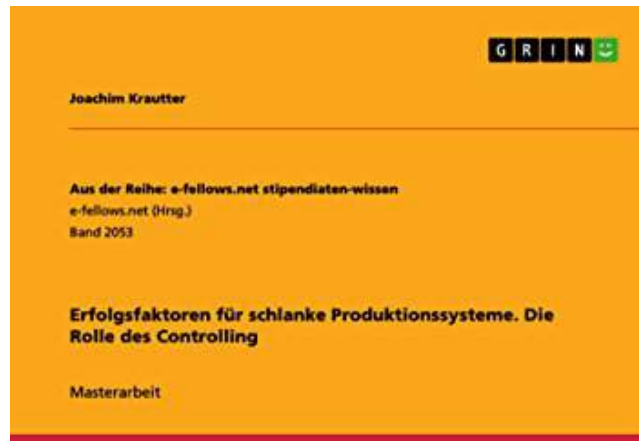 GRIN
Joachim Krautter
Aus der Reihe: e-fellows.net stipendiaten-wissen
e-fellows.net (Hrsg.)
Band 2053
Erfolgsfaktoren für schlanke Produktionssysteme. Die
Rolle des Controlling
Masterarbeit